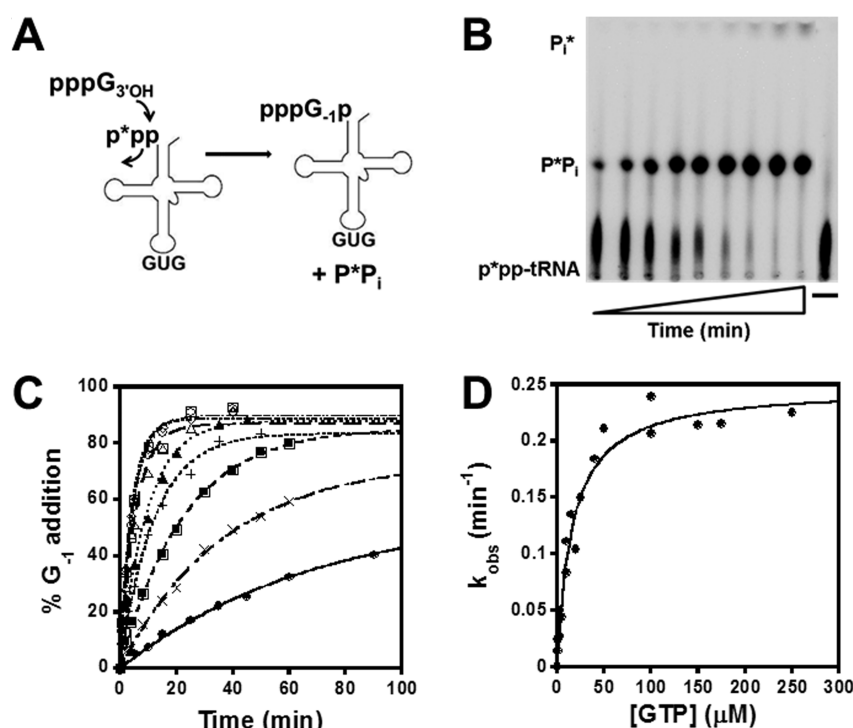 A
pppG3'OH
p*pp
pppG-1p
GUG
GUG
+ P*Pi
B
Pi*
P*Pi
p*pp-tRNA
Time (min)
C
% G-1 addition
100
80
60
40
20
0
0 20 40 60 80 100
Time (min)
D
kobs (min-1)
0.25
0.2
0.15
0.1
0.05
0
0 50 100 150 200 250 300
[GTP] (µM)